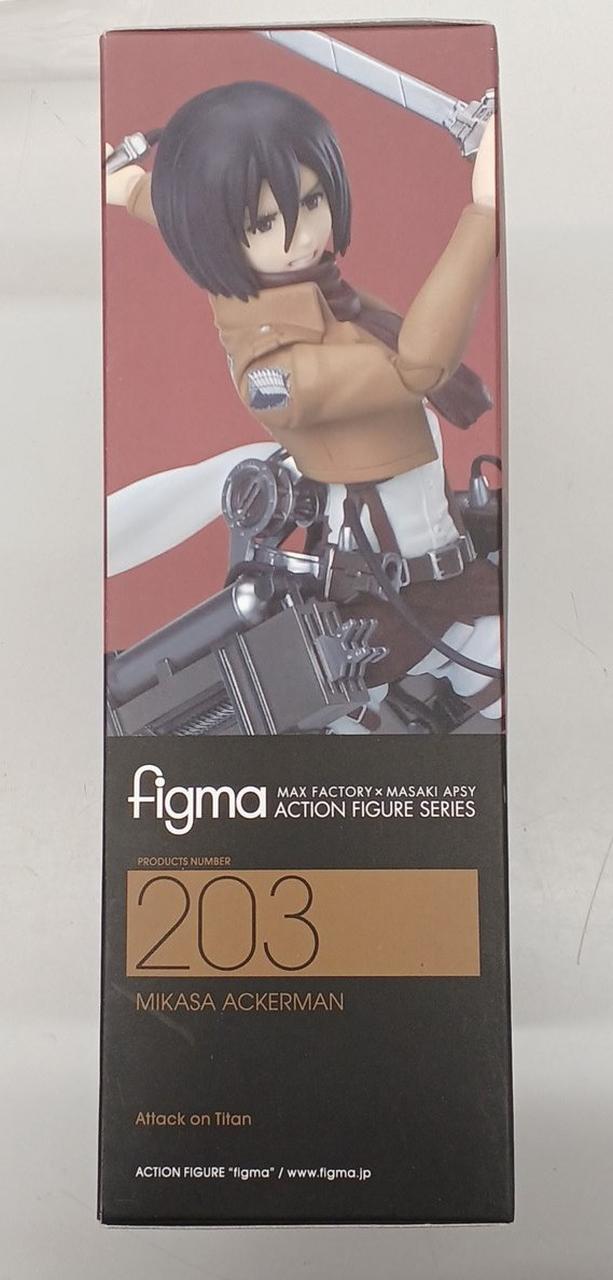 figma MAX FACTORY × MASAKI APSY
ACTION FIGURE SERIES
PRODUCTS NUMBER
203
MIKASA ACKERMAN
Attack on Titan
ACTION FIGURE "figma" / www.figma.jp